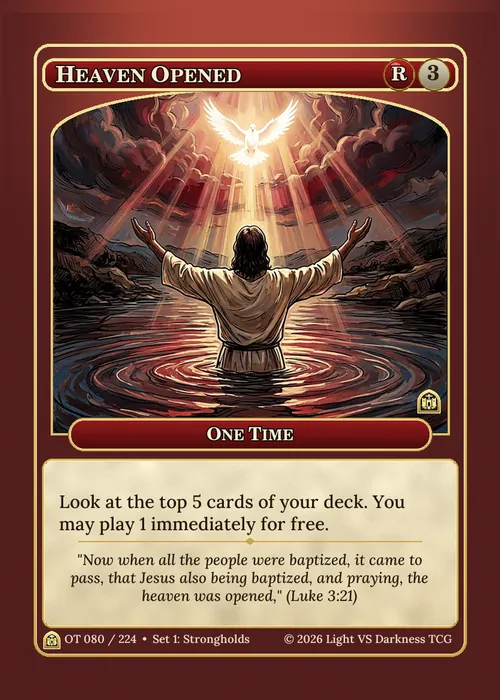 HEAVEN OPENED R 3
ONE TIME
Look at the top 5 cards of your deck. You
may play 1 immediately for free.
"Now when all the people were baptized, it came to
pass, that Jesus also being baptized, and praying, the
heaven was opened," (Luke 3:21)
OT 080 / 224 • Set 1: Strongholds © 2026 Light VS Darkness TCG